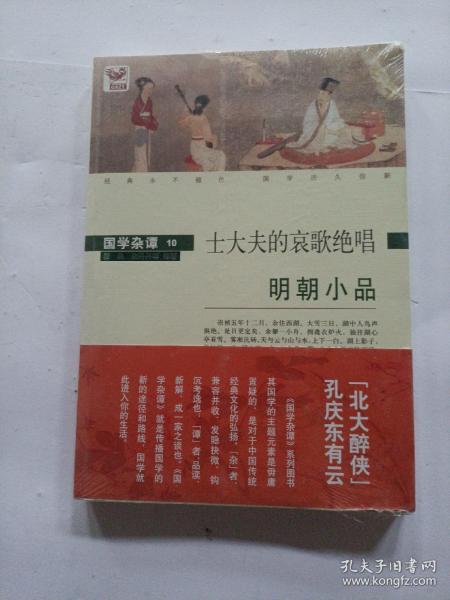 经典永不褪色 国学历久弥新
国学杂谭 10
士大夫的哀歌绝唱
明朝小品
崇祯五年十二月，余住西湖。大雪三日，湖中人鸟声
俱绝。是日更定矣，余拏一小舟，拥毳衣炉火，独往湖心
亭看雪。雾凇沆砀，天与云与山与水，上下一白。湖上影子，
「北大醉侠」
孔庆东有云
《国学杂谭》系列图书
其国学的主题元素是毋庸
置疑的，是对于中国传统
经典文化的弘扬，「杂」者，
兼容并收、发隐抉微、钩
沉考逸也，「谭」者，品读、
新解、成一家之谈也。《国
学杂谭》就是传播国学的
新的途径和路线，国学就
此进入你的生活。
孔夫子旧书网
www.kongfz.com